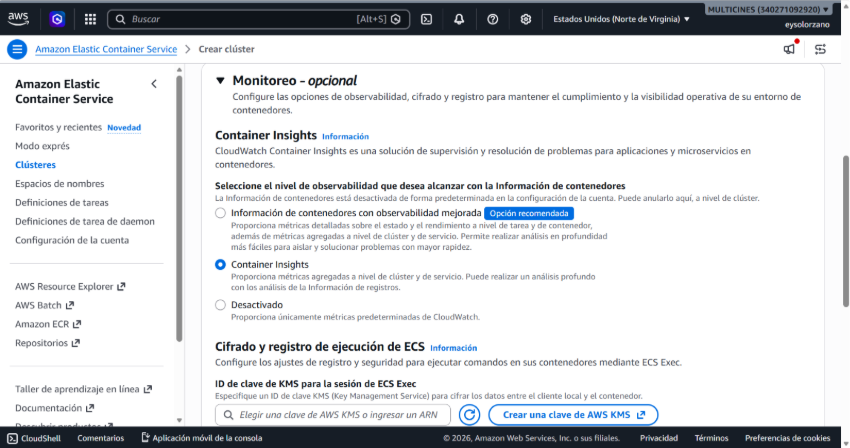 aws
Buscar
[Alt+S]
Estados Unidos (Norte de Virginia)
MULTICINES (340271092920)
eysolorzano
Amazon Elastic Container Service
Crear clúster
Amazon Elastic
Container Service
Favoritos y recientes Novedad
Modo exprés
Clústeres
Espacios de nombres
Definiciones de tareas
Definiciones de tarea de daemon
Configuración de la cuenta
AWS Resource Explorer
AWS Batch
Amazon ECR
Repositorios
Taller de aprendizaje en línea
Documentación
Monitoreo - opcional
Configure las opciones de observabilidad, cifrado y registro para mantener el cumplimiento y la visibilidad operativa de su entorno de
contenedores.
Container Insights Información
CloudWatch Container Insights es una solución de supervisión y resolución de problemas para aplicaciones y microservicios en
contenedores.
Seleccione el nivel de observabilidad que desea alcanzar con la Información de contenedores
La Información de contenedores está desactivada de forma predeterminada en la configuración de la cuenta. Puede anularlo aquí, a nivel de clúster.
Información de contenedores con observabilidad mejorada Opción recomendada
Proporciona métricas detalladas sobre el estado y el rendimiento a nivel de tarea y de contenedor,
además de métricas agregadas a nivel de clúster y de servicio. Permite realizar análisis en profundidad
más fáciles para aislar y solucionar problemas con mayor rapidez.
Container Insights
Proporciona métricas agregadas a nivel de clúster y de servicio. Puede realizar un análisis profundo
con los análisis de la Información de registros.
Desactivado
Proporciona únicamente métricas predeterminadas de CloudWatch.
Cifrado y registro de ejecución de ECS Información
Configure los ajustes de registro y seguridad para ejecutar comandos en sus contenedores mediante ECS Exec.
ID de clave de KMS para la sesión de ECS Exec
Especifique un ID de clave KMS (Key Management Service) para cifrar los datos entre el cliente local y el contenedor.
Elegir una clave de AWS KMS o ingresar un ARN
Crear una clave de AWS KMS
CloudShell
Comentarios
Aplicación móvil de la consola
© 2026, Amazon Web Services, Inc. o sus filiales.
Privacidad
Términos
Preferencias de cookies